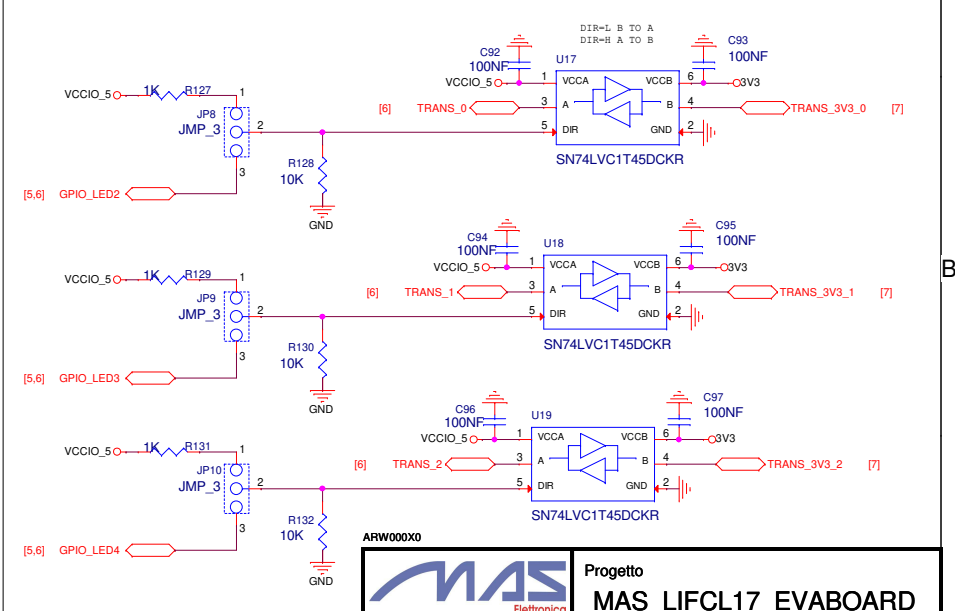 DIR=L B TO A
DIR=H A TO B
C92
100NF
C93
100NF
U17
VCCIO_5
1
VCCA
VCCB
6
3V3
[6]
TRANS_0
3
A
B
4
TRANS_3V3_0
[7]
5
DIR
GND
2
SN74LVC1T45DCKR
VCCIO_5
1K
R127
1
JP8
JMP_3
2
3
R128
10K
GND
[5,6]
GPIO_LED2
C94
100NF
C95
100NF
U18
VCCIO_5
1
VCCA
VCCB
6
3V3
[6]
TRANS_1
3
A
B
4
TRANS_3V3_1
[7]
5
DIR
GND
2
SN74LVC1T45DCKR
VCCIO_5
1K
R129
1
JP9
JMP_3
2
3
R130
10K
GND
[5,6]
GPIO_LED3
B
C96
100NF
C97
100NF
U19
VCCIO_5
1
VCCA
VCCB
6
3V3
[6]
TRANS_2
3
A
B
4
TRANS_3V3_2
[7]
5
DIR
GND
2
SN74LVC1T45DCKR
VCCIO_5
1K
R131
1
JP10
JMP_3
2
3
R132
10K
GND
[5,6]
GPIO_LED4
ARW000X0
MAS
Elettronica
Progetto
MAS_LIFCL17_EVABOARD